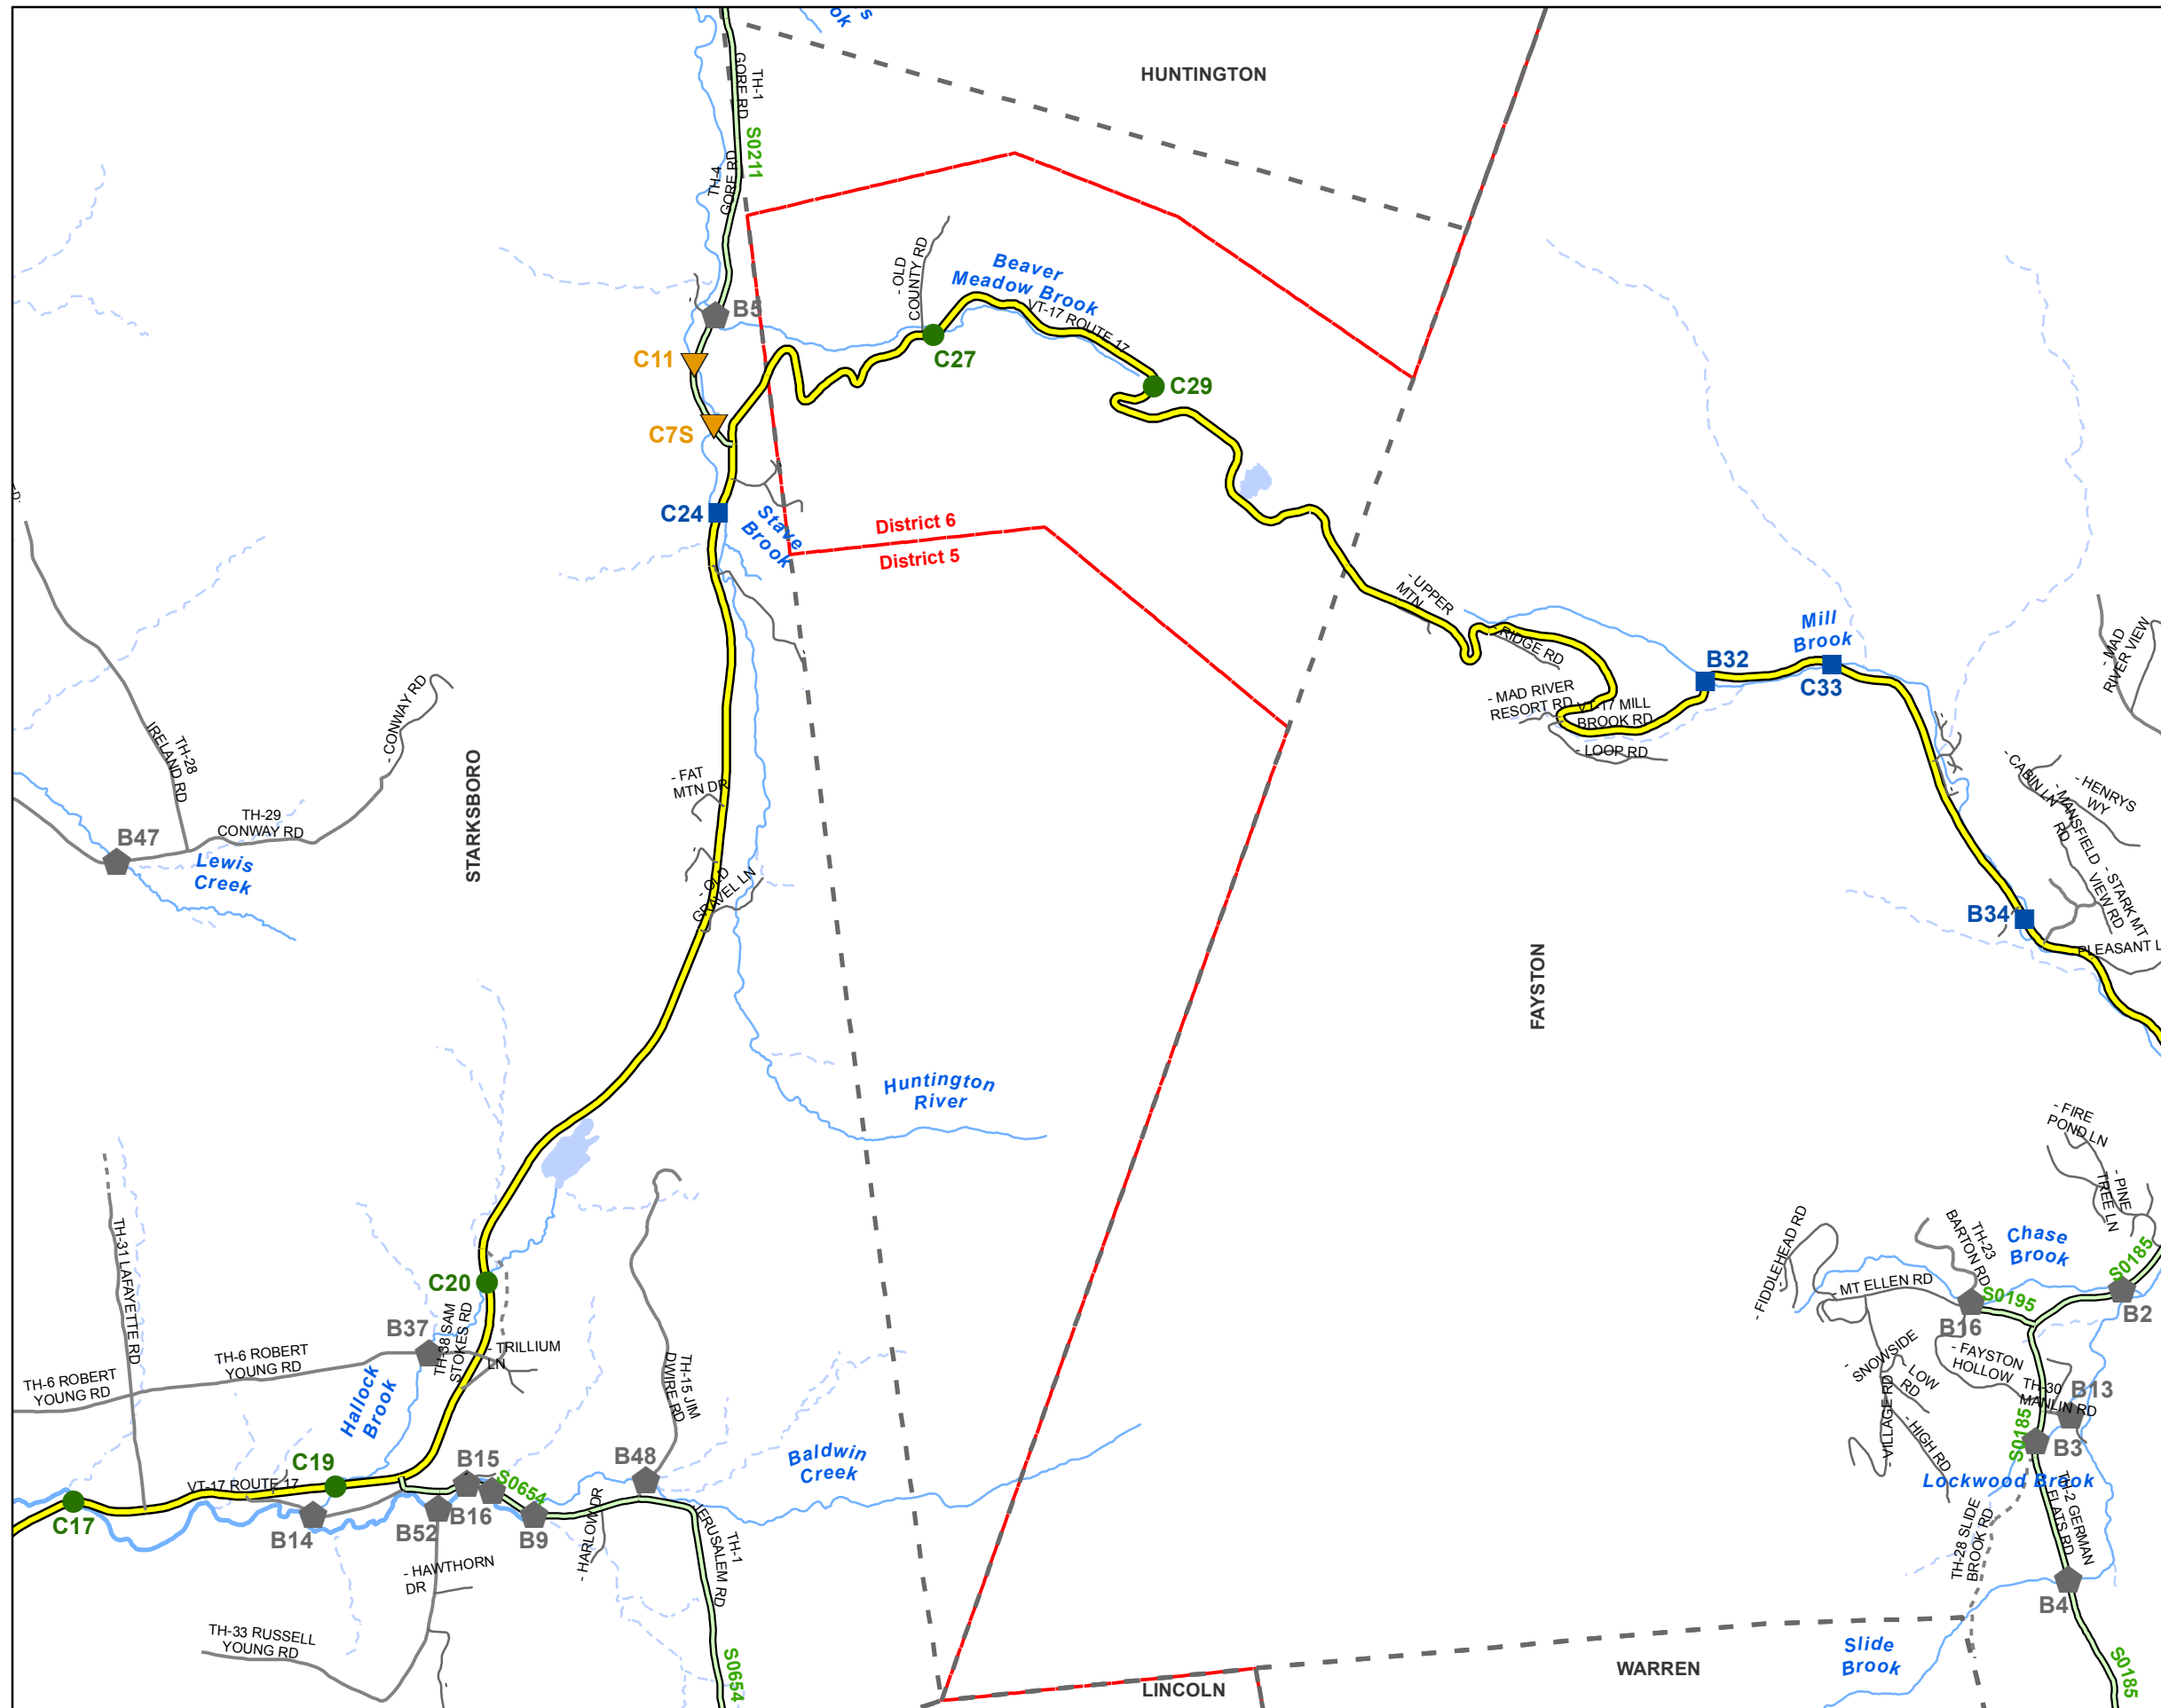 HUNTINGTON
TH-1
GORE RD
S0211
TH-4
GORE RD
- OLD
COUNTY RD
Beaver
Meadow Brook
VT-17 ROUTE 17
B5
C11
C27
C29
C7S
C24
Stave
Brook
District 6
District 5
- UPPER
MTN
- RIDGE RD
Mill
Brook
B32
C33
- MAD
RIVER VIEW
- MAD RIVER
RESORT RD
VT-17 MILL
BROOK RD
- LOOP RD
- CONWAY RD
TH-28
IRELAND RD
STARKSBORO
- FAT
MTN DR
- CABIN LN
- HENRYS
WY
- MANSFIELD
RD
TH-29
CONWAY RD
B47
Lewis
Creek
- OLD
GRAVEL LN
- STARK MT
VIEW RD
B34
PLEASANT L
FAYSTON
Huntington
River
- FIRE
POND LN
- PINE
TREE LN
TH-31 LAFAYETTE RD
- FIDDLEHEAD RD
TH-23
BARTON RD
Chase
Brook
S0185
C20
- MT ELLEN RD
S0195
B2
B16
B37
TH-38 SAM
STOKES RD
- TRILLIUM
LN
TH-6 ROBERT
YOUNG RD
TH-6 ROBERT
YOUNG RD
- SNOWSIDE
- FAYSTON
HOLLOW
- LOW
RD
TH-30
MANLIN RD
B13
Hallock
Brook
TH-15 JIM
DWIRE RD
- VILLAGE RD
- HIGH RD
S0185
B3
C19
B15
B48
Baldwin
Creek
Lockwood Brook
VT-17 ROUTE 17
S0654
C17
B14
B52
B16
B9
- HARLOW DR
TH-1
JERUSALEM RD
TH-28 SLIDE
BROOK RD
TH-2 GERMAN
FLATS RD
- HAWTHORN
DR
B4
TH-33 RUSSELL
YOUNG RD
S0654
Slide
Brook
WARREN
LINCOLN
S0185